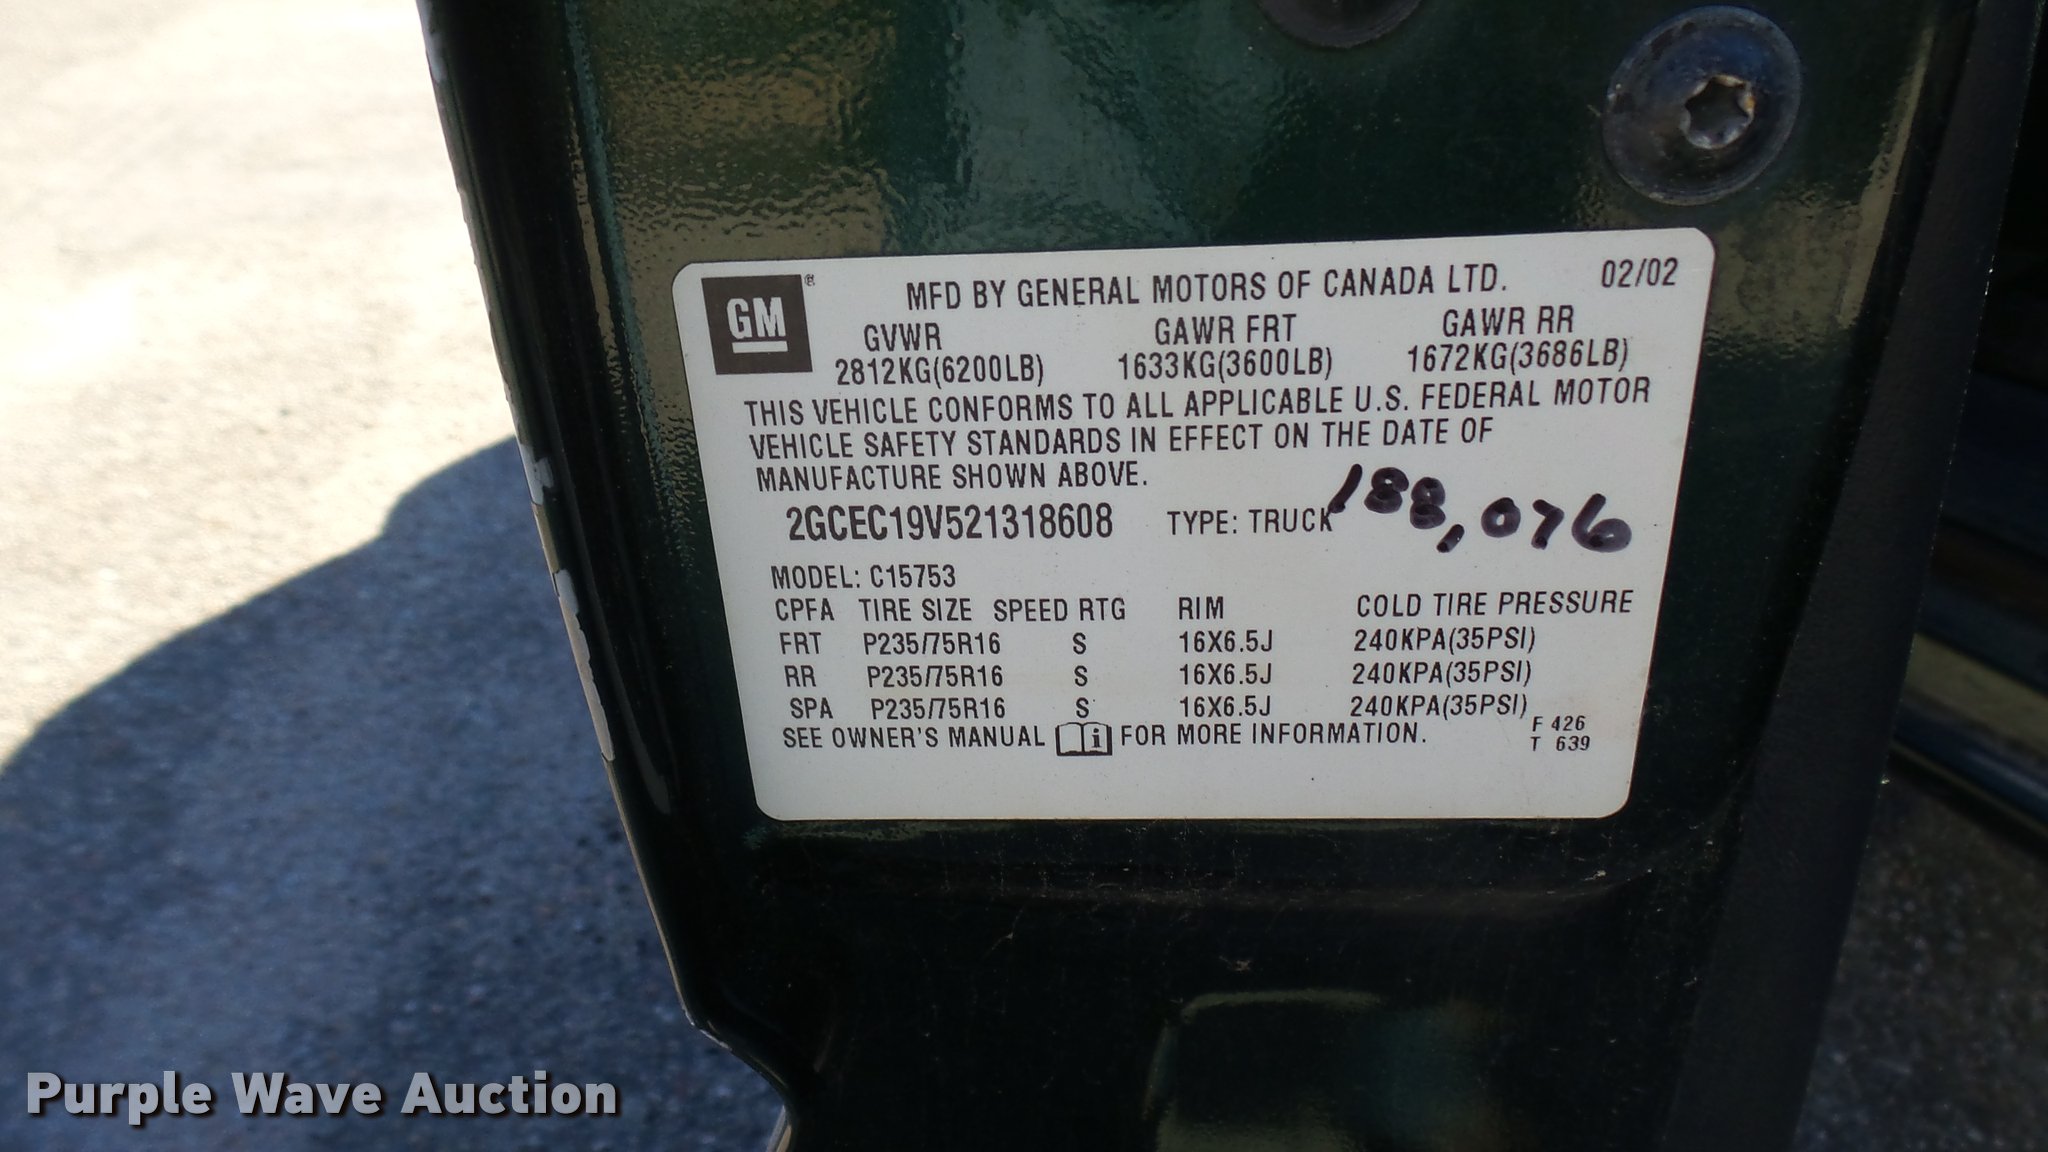 GM®
MFD BY GENERAL MOTORS OF CANADA LTD. 02/02
GVWR GAWR FRT GAWR RR
2812KG(6200LB) 1633KG(3600LB) 1672KG(3686LB)
THIS VEHICLE CONFORMS TO ALL APPLICABLE U.S. FEDERAL MOTOR
VEHICLE SAFETY STANDARDS IN EFFECT ON THE DATE OF
MANUFACTURE SHOWN ABOVE.
2GCEC19V521318608 TYPE: TRUCK 188,076
MODEL: C15753
CPFA TIRE SIZE SPEED RTG RIM COLD TIRE PRESSURE
FRT P235/75R16 S 16X6.5J 240KPA(35PSI)
RR P235/75R16 S 16X6.5J 240KPA(35PSI)
SPA P235/75R16 S 16X6.5J 240KPA(35PSI)
SEE OWNER'S MANUAL i FOR MORE INFORMATION. F 426
T 639
Purple Wave Auction